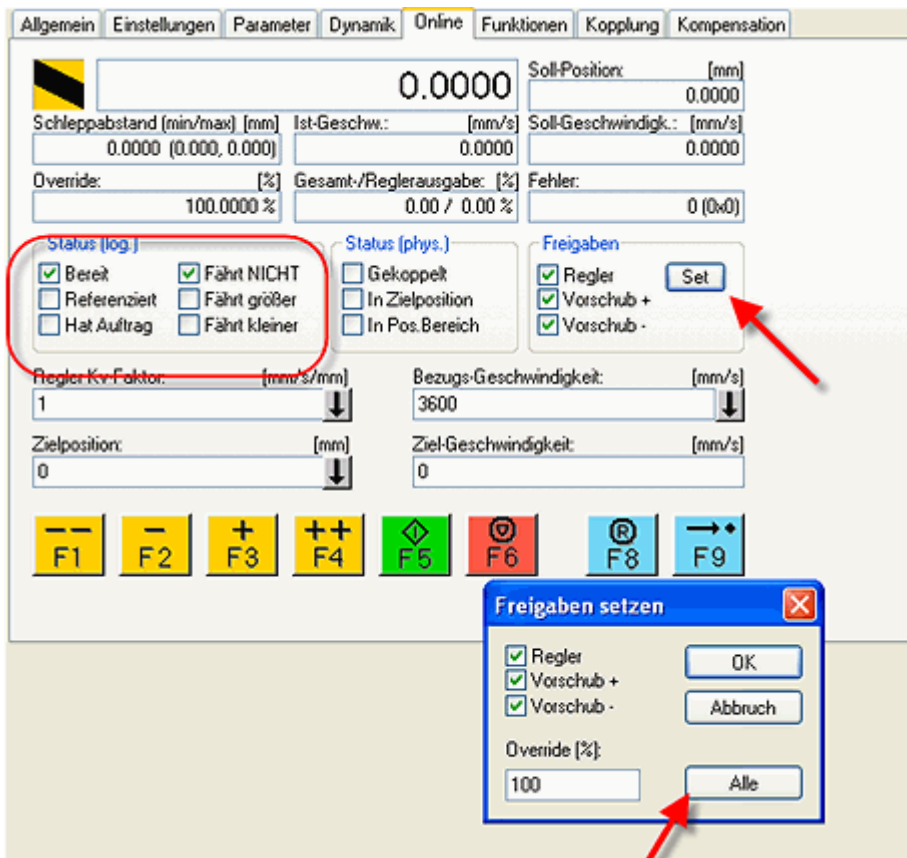 Allgemein Einstellungen Parameter Dynamik Online Funktionen Kopplung Kompensation
0.0000
Soll-Position: [mm]
0.0000
Schleppabstand (min/max) [mm] Ist-Geschw.: [mm/s] Soll-Geschwindigk.: [mm/s]
0.0000 (0.000, 0.000) 0.0000 0.0000
Override: [%] Gesamt-/Reglerausgabe: [%] Fehler:
100.0000 % 0.00 / 0.00 % 0 (0x0)
Status (log.) Status (phys.) Freigaben
Bereit Fährt NICHT Gekoppelt Regler Set
Referenziert Fährt größer In Zielposition Vorschub +
Hat Auftrag Fährt kleiner In Pos.Bereich Vorschub -
Regler Kv-Faktor: [mm/s/mm] Bezugs-Geschwindigkeit: [mm/s]
1 3600
Zielposition: [mm] Ziel-Geschwindigkeit: [mm/s]
0 0
-- - + ++ R
F1 F2 F3 F4 F5 F6 F8 F9
Freigaben setzen
Regler OK
Vorschub +
Vorschub - Abbruch
Override [%]:
100 Alle